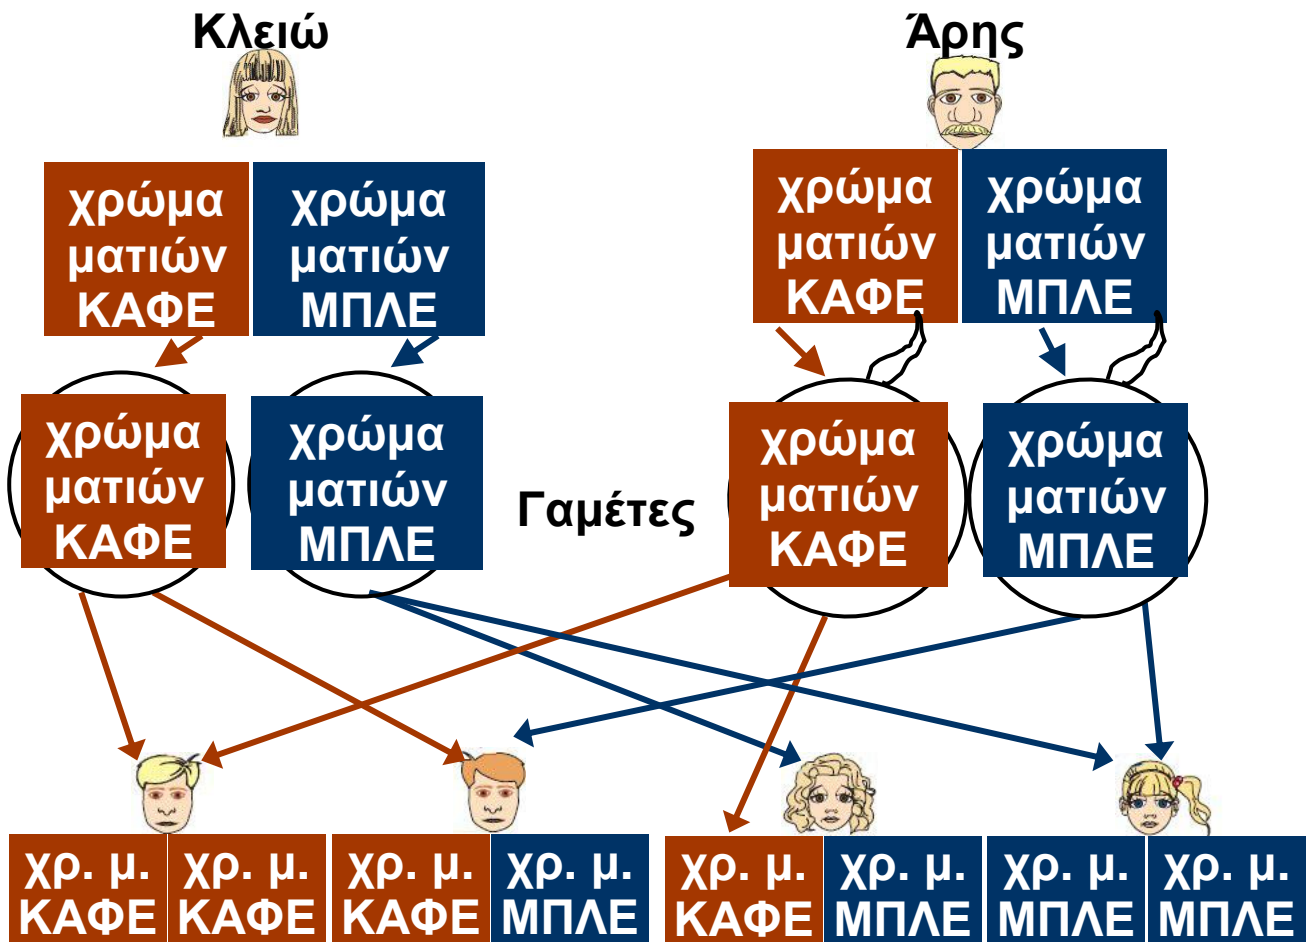 Κλειώ
Άρης
χρώμα
ματιών
ΚΑΦΕ
χρώμα
ματιών
ΜΠΛΕ
χρώμα
ματιών
ΚΑΦΕ
χρώμα
ματιών
ΜΠΛΕ
χρώμα
ματιών
ΚΑΦΕ
χρώμα
ματιών
ΜΠΛΕ
Γαμέτες
χρώμα
ματιών
ΚΑΦΕ
χρώμα
ματιών
ΜΠΛΕ
χρ. μ.
ΚΑΦΕ
χρ. μ.
ΚΑΦΕ
χρ. μ.
ΚΑΦΕ
χρ. μ.
ΜΠΛΕ
χρ. μ.
ΚΑΦΕ
χρ. μ.
ΜΠΛΕ
χρ. μ.
ΜΠΛΕ
χρ. μ.
ΜΠΛΕ